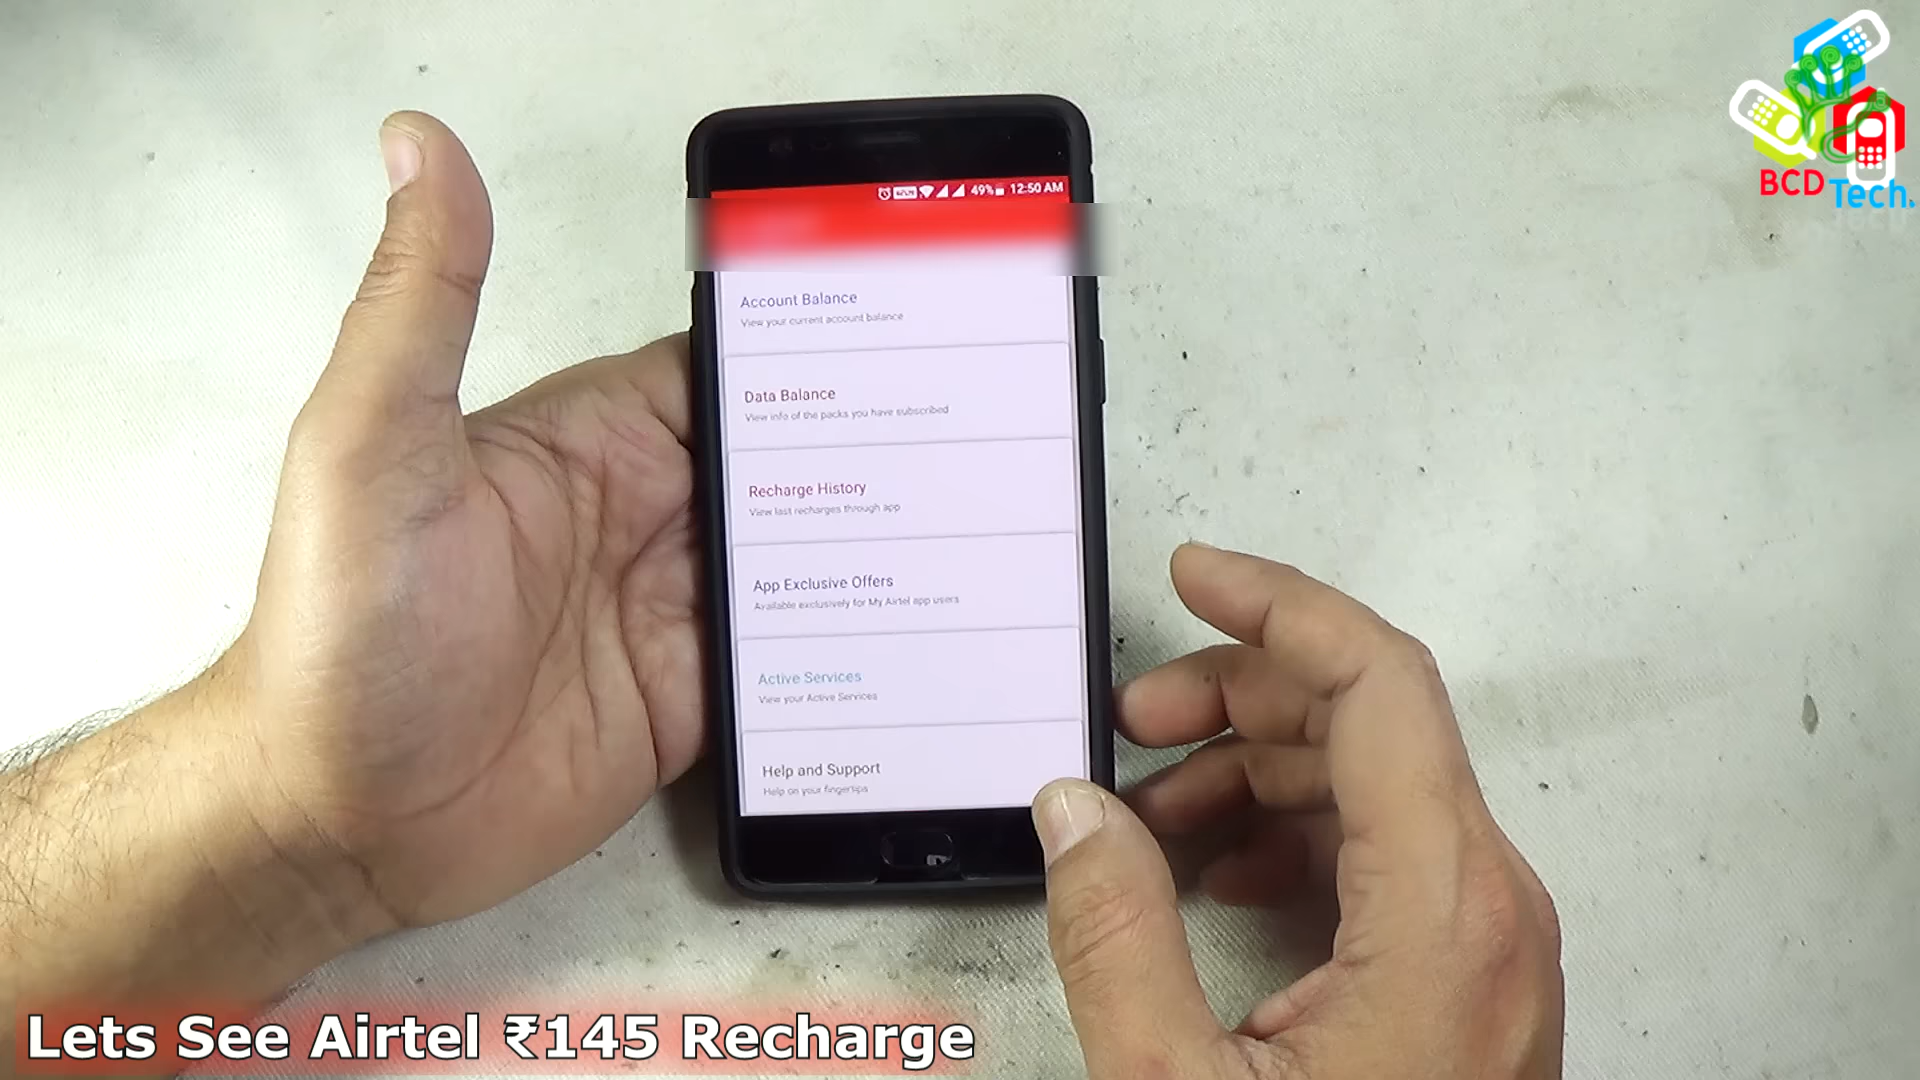 BCD Tech.
49% 12:50 AM
Account Balance
View your current account balance
Data Balance
View info of the packs you have subscribed
Recharge History
View last recharges through app
App Exclusive Offers
Available exclusively for My Airtel app users
Active Services
View your Active Services
Help and Support
Help on your fingertips
Lets See Airtel ₹145 Recharge